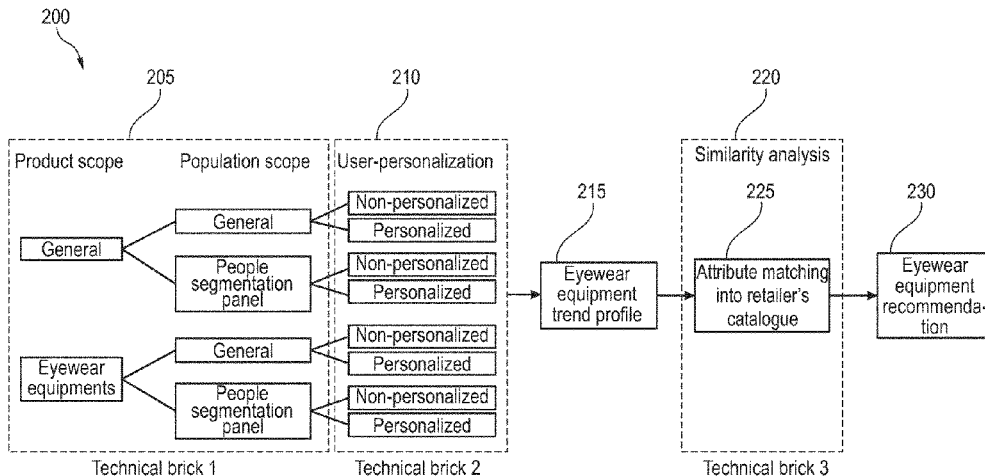 200
205
210
220
Product scope
Population scope
User-personalization
Similarity analysis
General
General
Non-personalized
Personalized
People
segmentation
panel
Non-personalized
Personalized
Eyewear
equipments
General
Non-personalized
Personalized
People
segmentation
panel
Non-personalized
Personalized
215
Eyewear
equipment
trend profile
225
Attribute matching
into retailer's
catalogue
230
Eyewear
equipment
recommenda-
tion
Technical brick 1
Technical brick 2
Technical brick 3